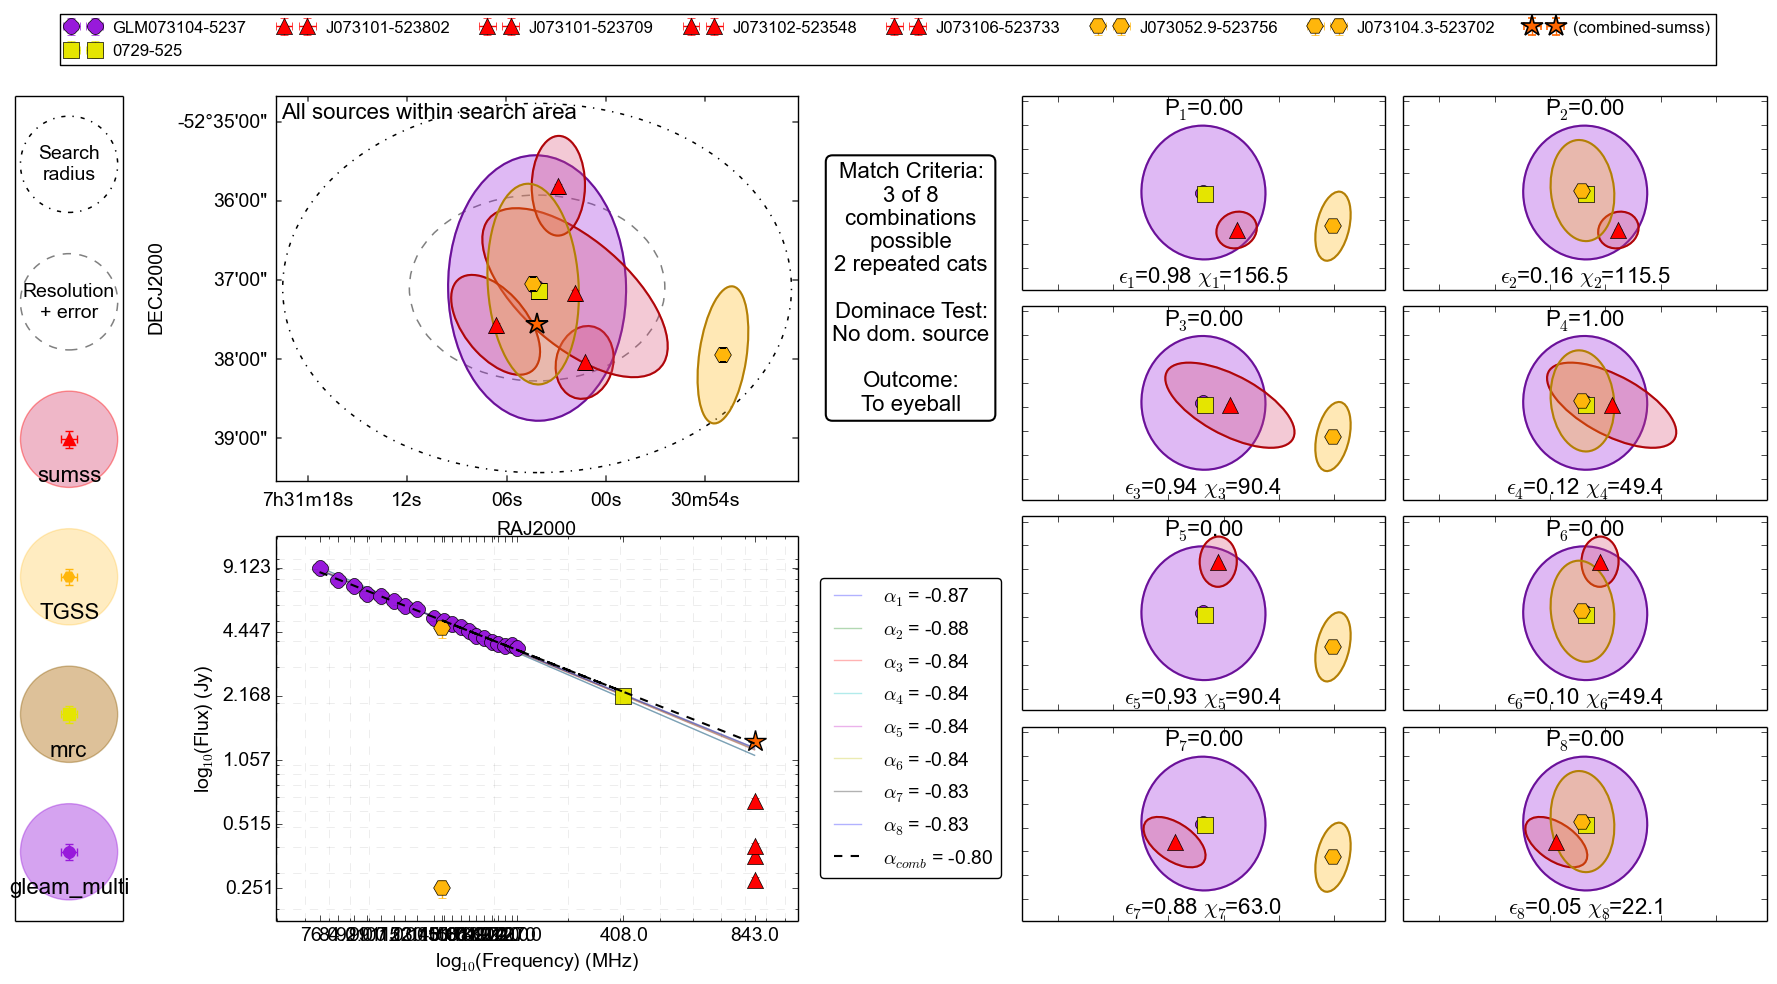 GLM073104-5237 J073101-523802 J073101-523709 J073102-523548 J073106-523733 J073052.9-523756 J073104.3-523702 (combined-sumss)
0729-525
Search
radius
Resolution
+ error
sumss
TGSS
mrc
gleam_multi
All sources within search area
DECJ2000
-52°35'00"
36'00"
37'00"
38'00"
39'00"
7h31m18s 12s 06s 00s 30m54s
RAJ2000
Match Criteria:
3 of 8
combinations
possible
2 repeated cats
Dominace Test:
No dom. source
Outcome:
To eyeball
log10(Flux) (Jy)
9.123
4.447
2.168
1.057
0.515
0.251
408.0 843.0
log10(Frequency) (MHz)
α1 = -0.87
α2 = -0.88
α3 = -0.84
α4 = -0.84
α5 = -0.84
α6 = -0.84
α7 = -0.83
α8 = -0.83
αcomb = -0.80
P1=0.00
ϵ1=0.98 χ1=156.5
P2=0.00
ϵ2=0.16 χ2=115.5
P3=0.00
ϵ3=0.94 χ3=90.4
P4=1.00
ϵ4=0.12 χ4=49.4
P5=0.00
ϵ5=0.93 χ5=90.4
P6=0.00
ϵ6=0.10 χ6=49.4
P7=0.00
ϵ7=0.88 χ7=63.0
P8=0.00
ϵ8=0.05 χ8=22.1